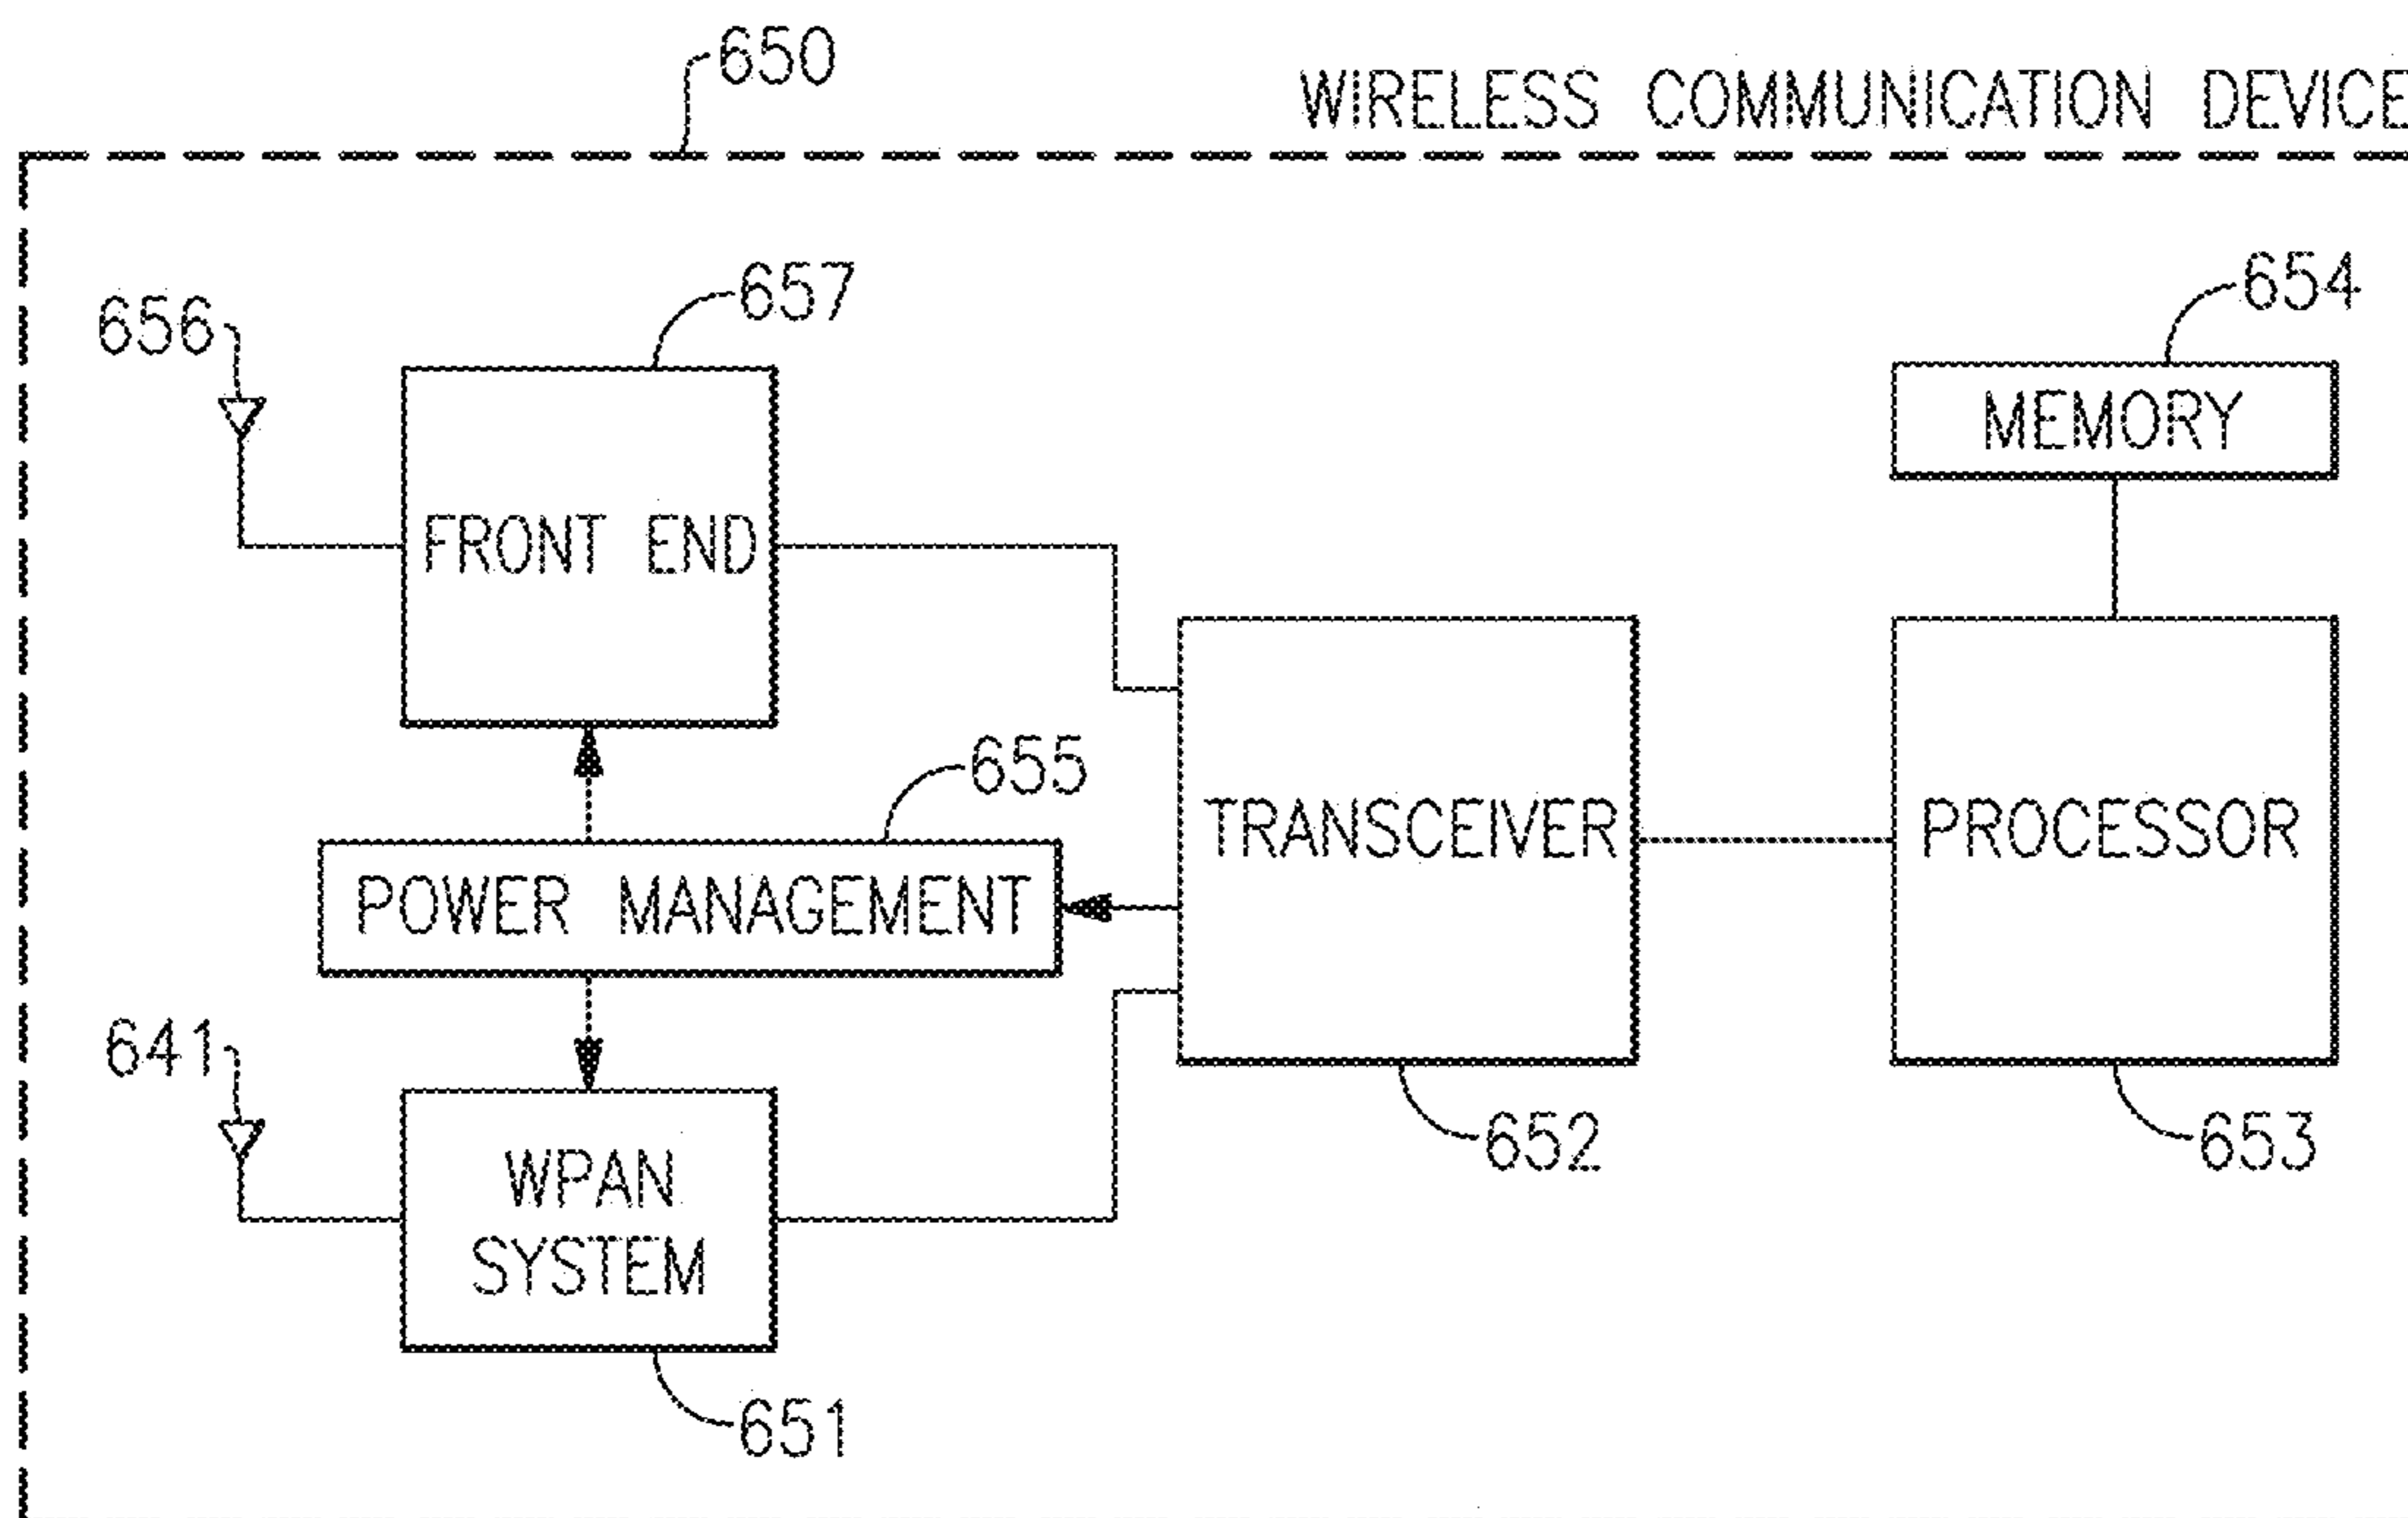 650
WIRELESS COMMUNICATION DEVICE
656
657
654
FRONT END
MEMORY
655
POWER MANAGEMENT
TRANSCEIVER
PROCESSOR
641
WPAN
SYSTEM
652
653
651